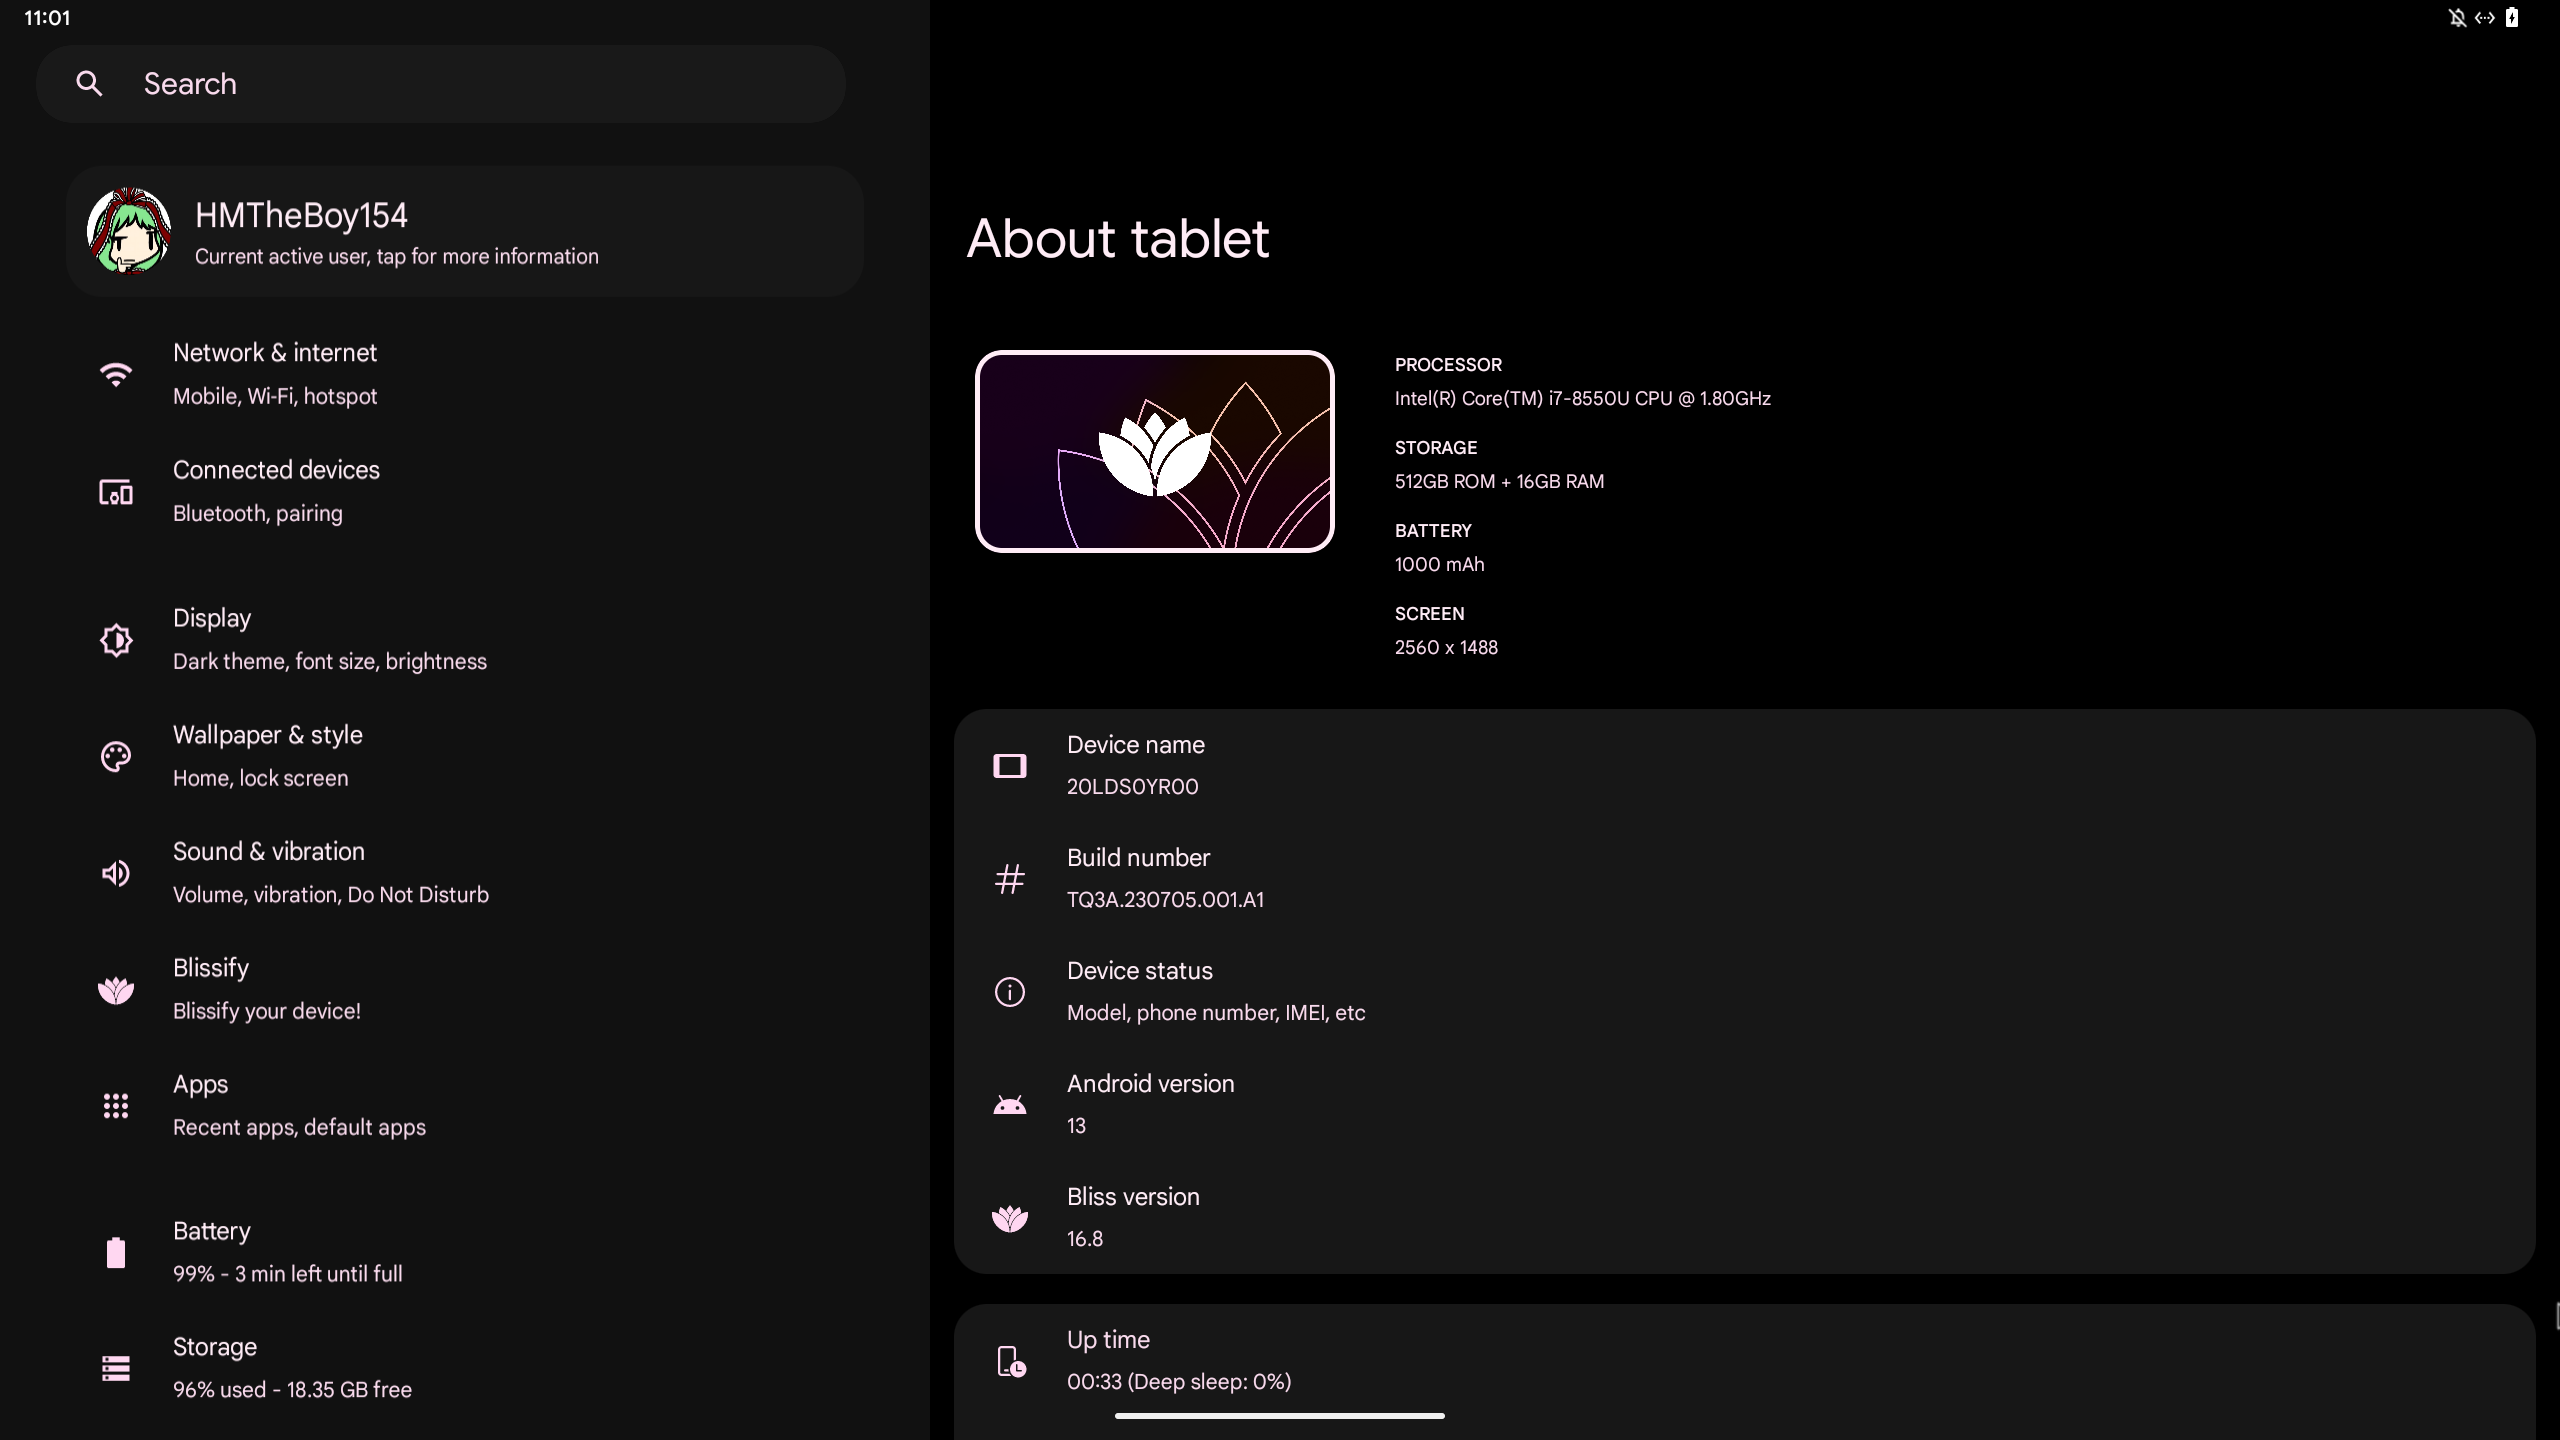 11:01
Search
HMTheBoy154
Current active user, tap for more information
Network & internet
Mobile, Wi-Fi, hotspot
Connected devices
Bluetooth, pairing
Display
Dark theme, font size, brightness
Wallpaper & style
Home, lock screen
Sound & vibration
Volume, vibration, Do Not Disturb
Blissify
Blissify your device!
Apps
Recent apps, default apps
Battery
99% - 3 min left until full
Storage
96% used - 18.35 GB free
About tablet
PROCESSOR
Intel(R) Core(TM) i7-8550U CPU @ 1.80GHz
STORAGE
512GB ROM + 16GB RAM
BATTERY
1000 mAh
SCREEN
2560 x 1488
Device name
20LDS0YR00
Build number
TQ3A.230705.001.A1
Device status
Model, phone number, IMEI, etc
Android version
13
Bliss version
16.8
Up time
00:33 (Deep sleep: 0%)